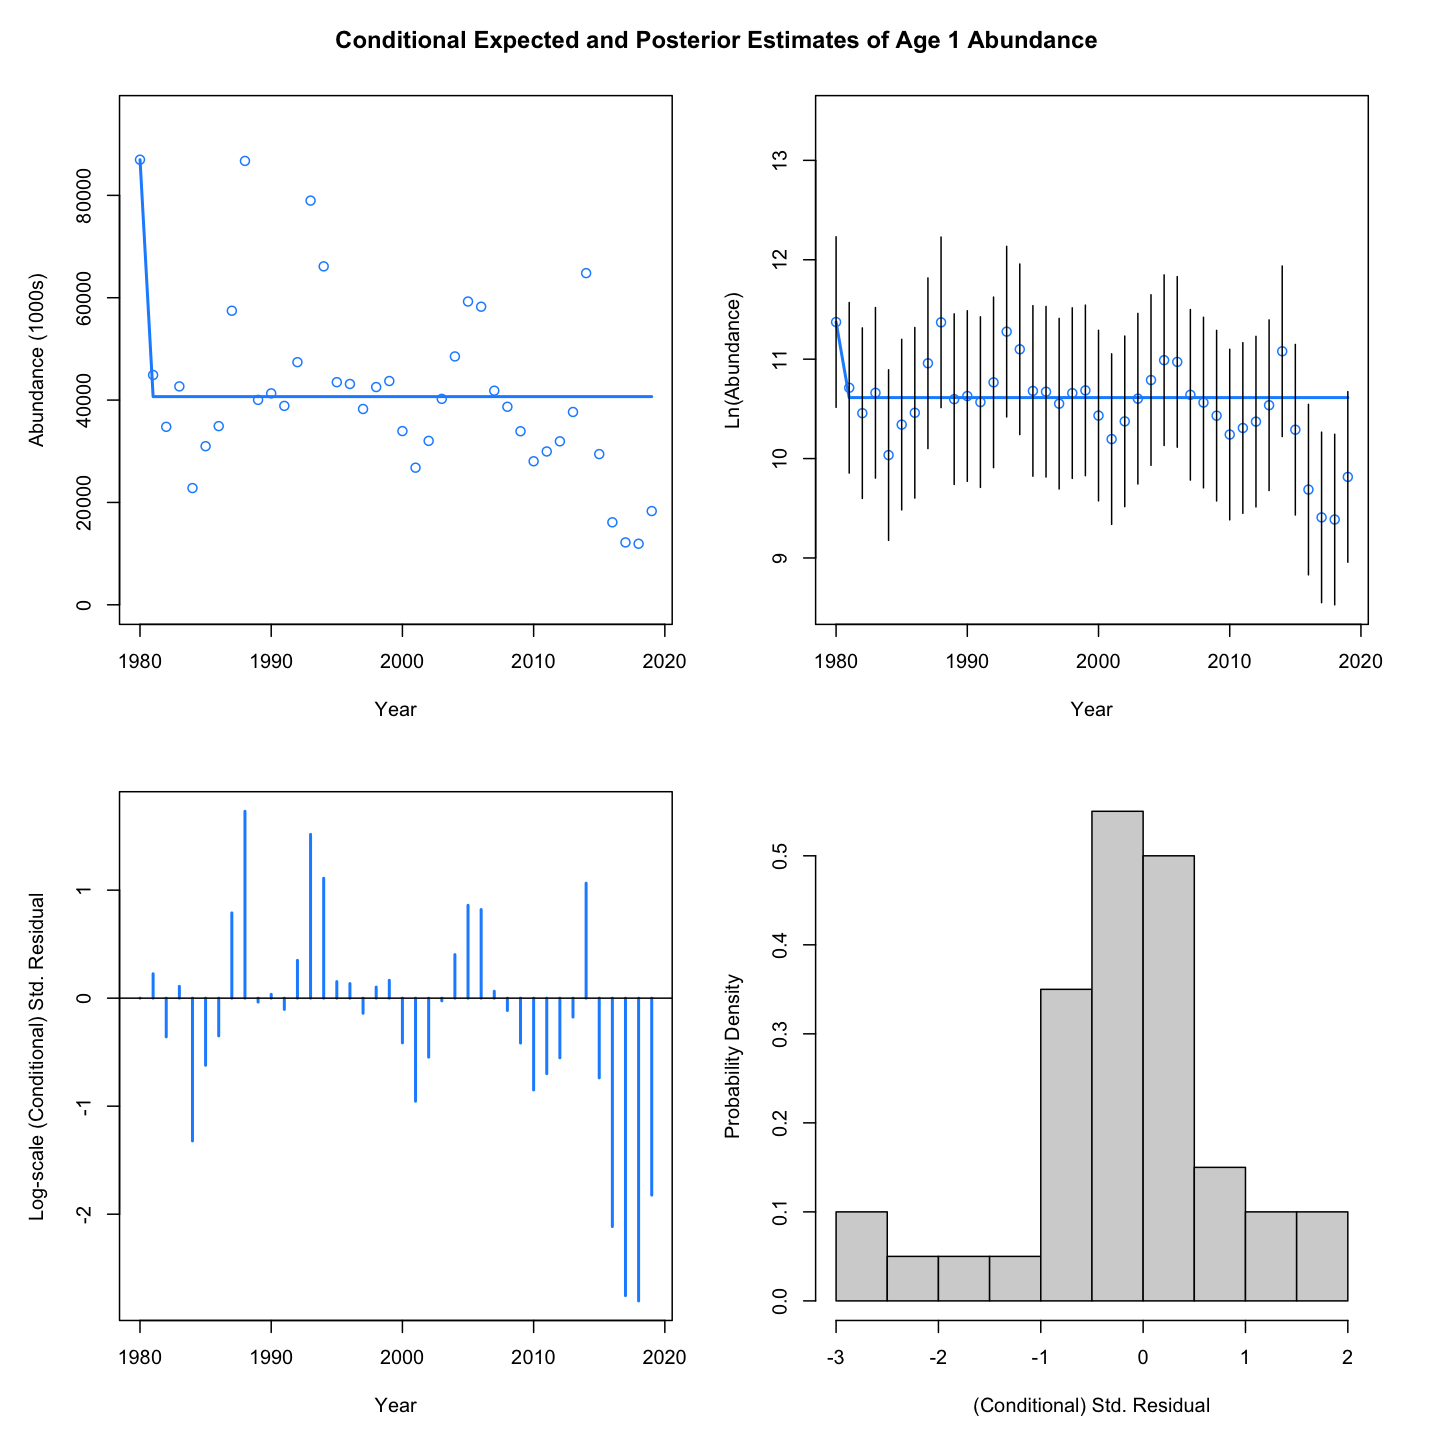 Conditional Expected and Posterior Estimates of Age 1 Abundance
Abundance (1000s)
80000
60000
40000
20000
0
1980 1990 2000 2010 2020
Year
Ln(Abundance)
13
12
11
10
9
1980 1990 2000 2010 2020
Year
Log-scale (Conditional) Std. Residual
1
0
-1
-2
1980 1990 2000 2010 2020
Year
Probability Density
0.5
0.4
0.3
0.2
0.1
0.0
-3 -2 -1 0 1 2
(Conditional) Std. Residual